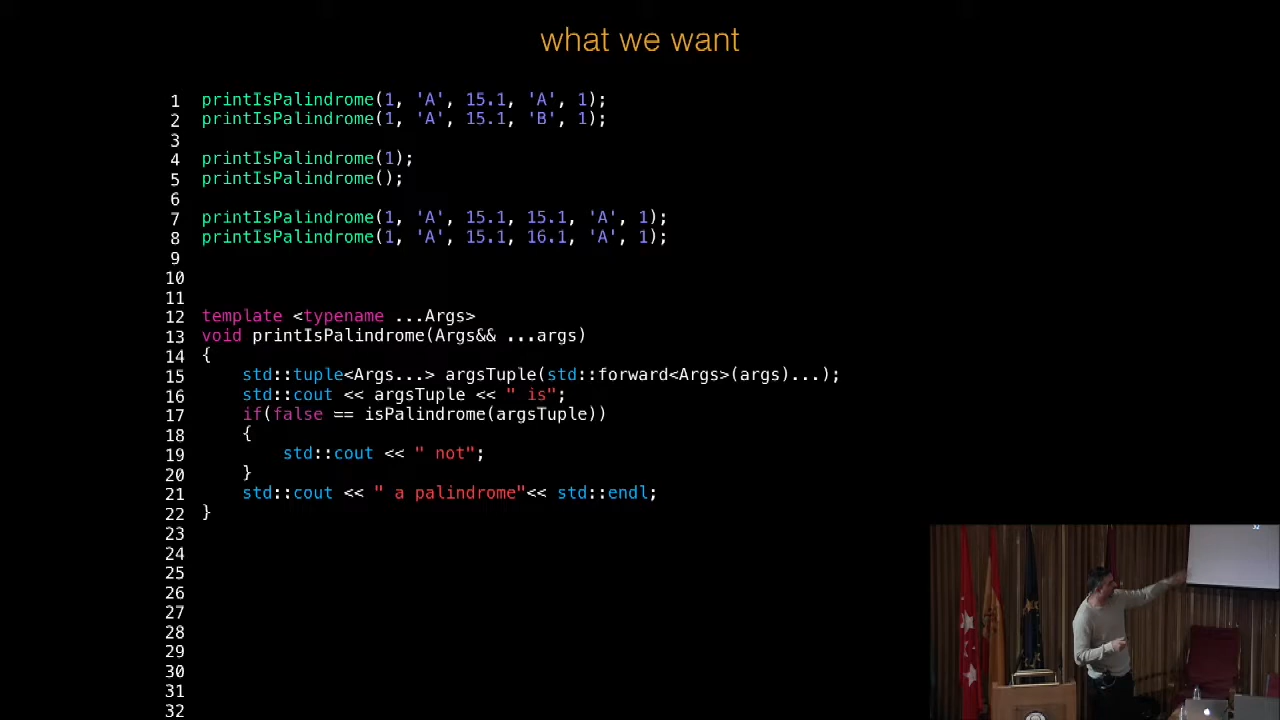 what we want
1 printIsPalindrome(1, 'A', 15.1, 'A', 1);
2 printIsPalindrome(1, 'A', 15.1, 'B', 1);
3
4 printIsPalindrome(1);
5 printIsPalindrome();
6
7 printIsPalindrome(1, 'A', 15.1, 15.1, 'A', 1);
8 printIsPalindrome(1, 'A', 15.1, 16.1, 'A', 1);
9
10
11
12 template <typename ...Args>
13 void printIsPalindrome(Args&& ...args)
14 {
15 std::tuple<Args...> argsTuple(std::forward<Args>(args)...);
16 std::cout << argsTuple << " is";
17 if(false == isPalindrome(argsTuple))
18 {
19 std::cout << " not";
20 }
21 std::cout << " a palindrome"<< std::endl;
22 }
23
24
25
26
27
28
29
30
31
32
32